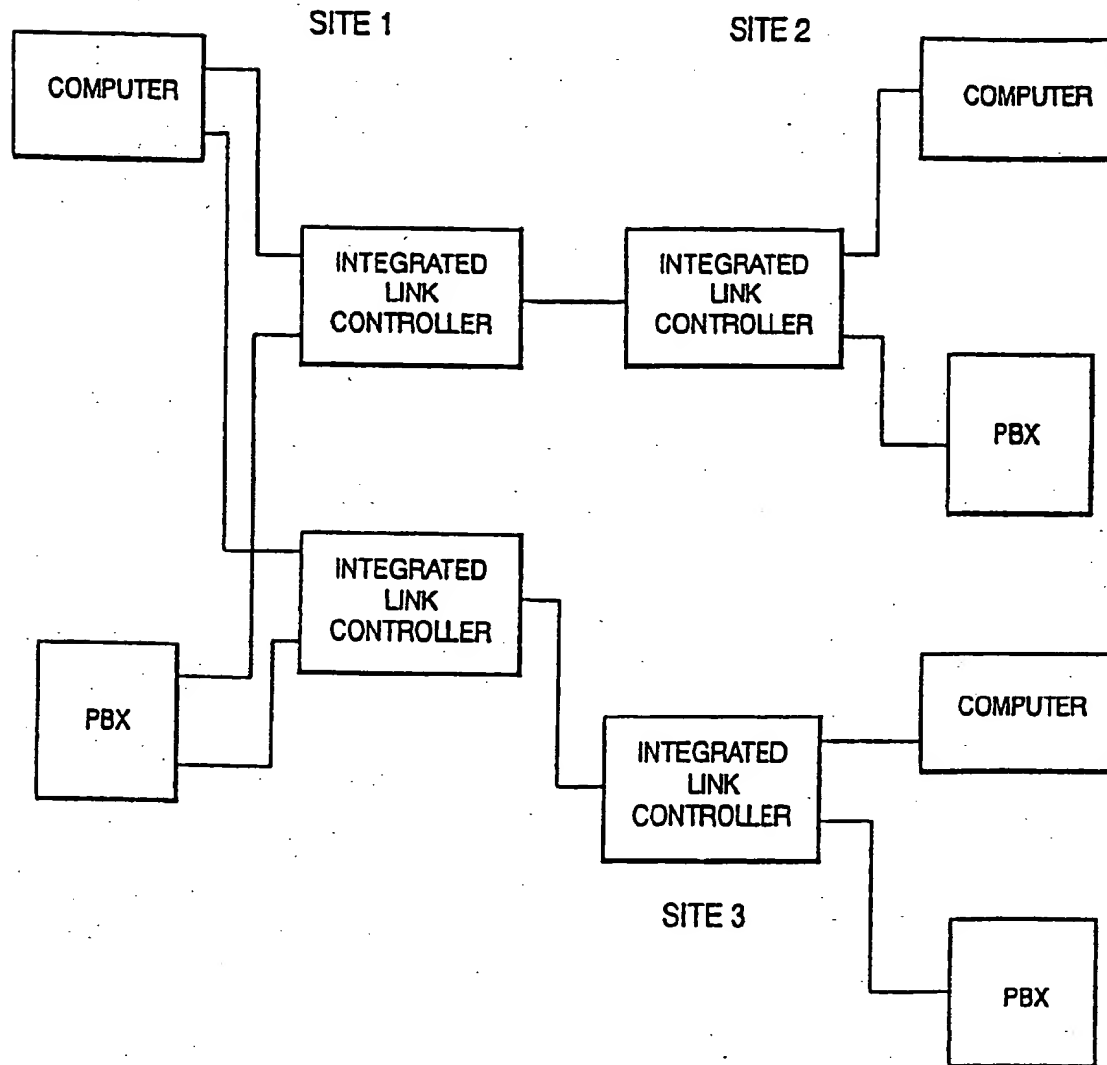 SITE 1
SITE 2
COMPUTER
COMPUTER
INTEGRATED
LINK
CONTROLLER
INTEGRATED
LINK
CONTROLLER
PBX
INTEGRATED
LINK
CONTROLLER
PBX
COMPUTER
INTEGRATED
LINK
CONTROLLER
SITE 3
PBX